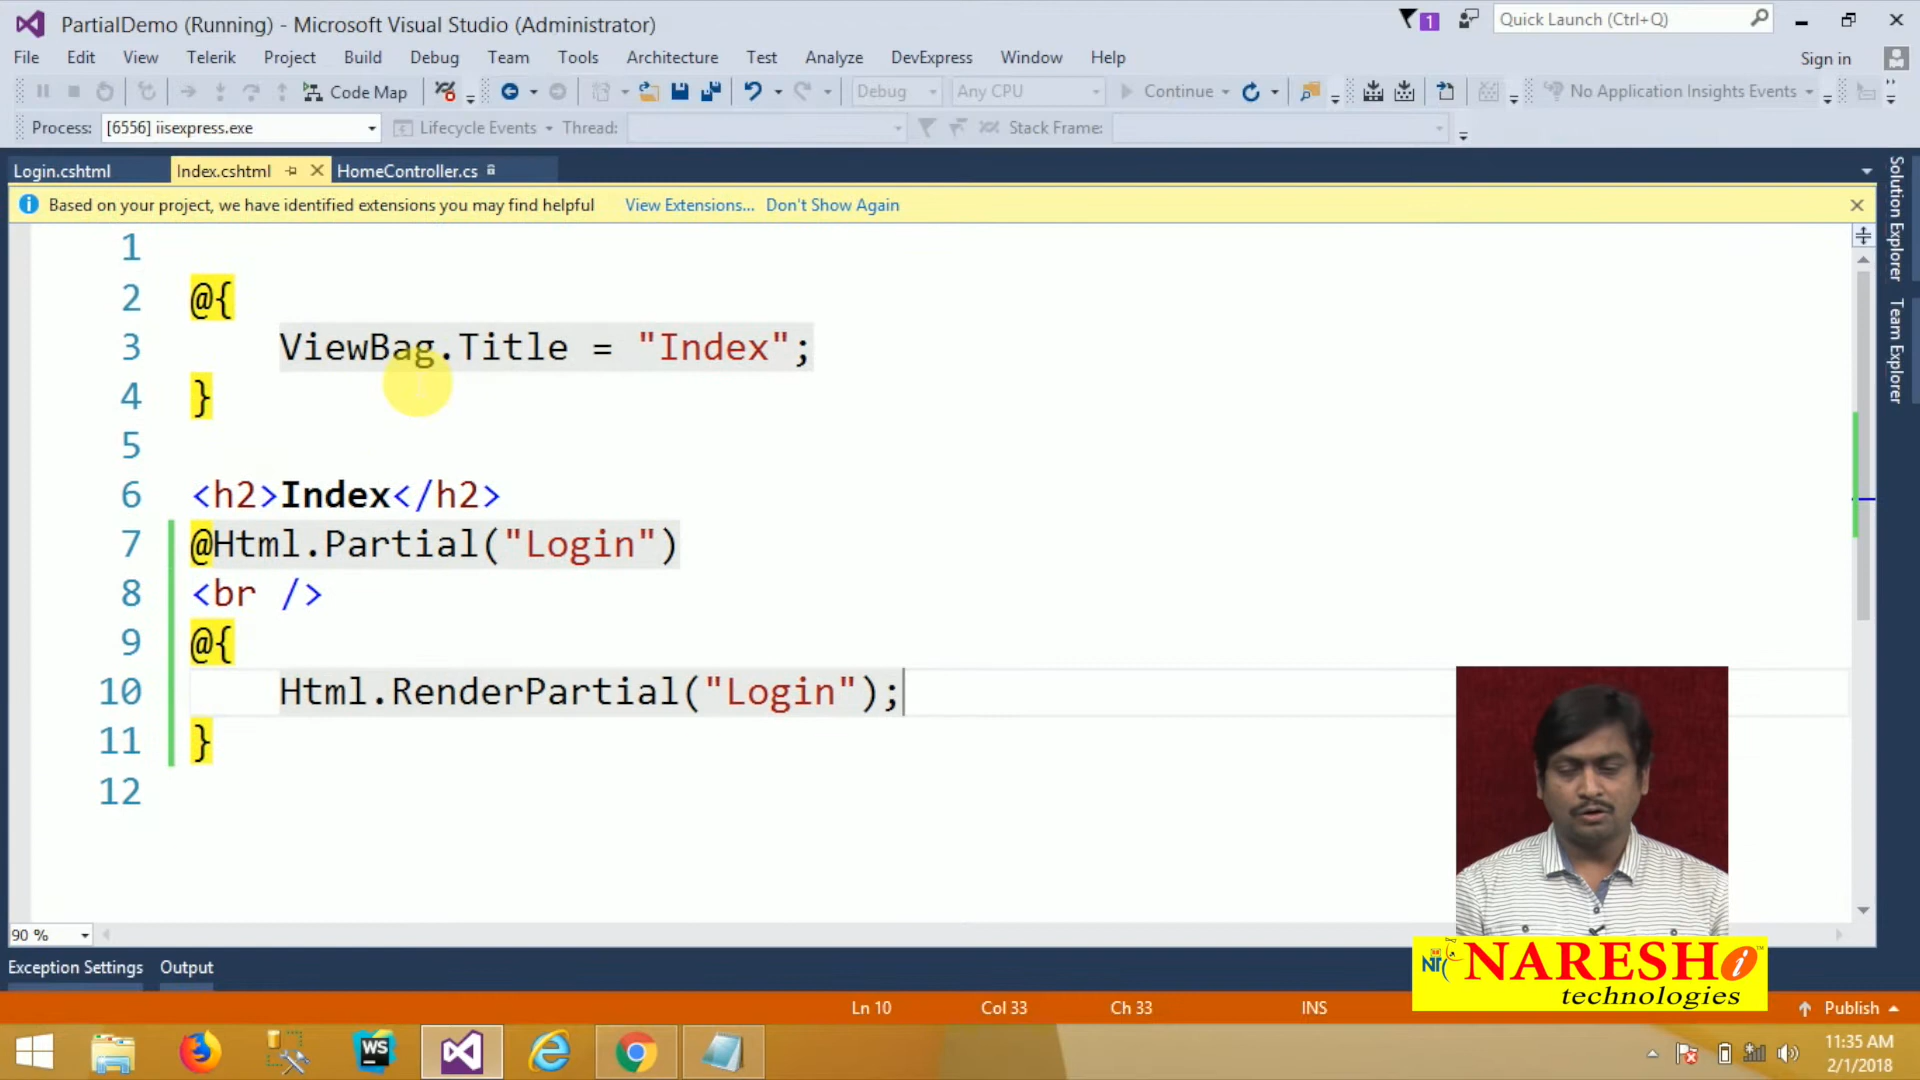 PartialDemo (Running) - Microsoft Visual Studio (Administrator)
1
Quick Launch (Ctrl+Q)
File Edit View Telerik Project Build Debug Team Tools Architecture Test Analyze DevExpress Window Help
Sign in
Code Map
Debug
Any CPU
Continue
No Application Insights Events
Process: [6556] iisexpress.exe
Lifecycle Events
Thread:
Stack Frame:
Login.cshtml
Index.cshtml
HomeController.cs
Based on your project, we have identified extensions you may find helpful
View Extensions...
Don't Show Again
Solution Explorer
Team Explorer
1
2 @{
3 ViewBag.Title = "Index";
4 }
5
6 <h2>Index</h2>
7 @Html.Partial("Login")
8 <br />
9 @{
10 Html.RenderPartial("Login");
11 }
12
90 %
Exception Settings
Output
NARESH i
technologies
Ln 10
Col 33
Ch 33
INS
Publish
WS
11:35 AM
2/1/2018